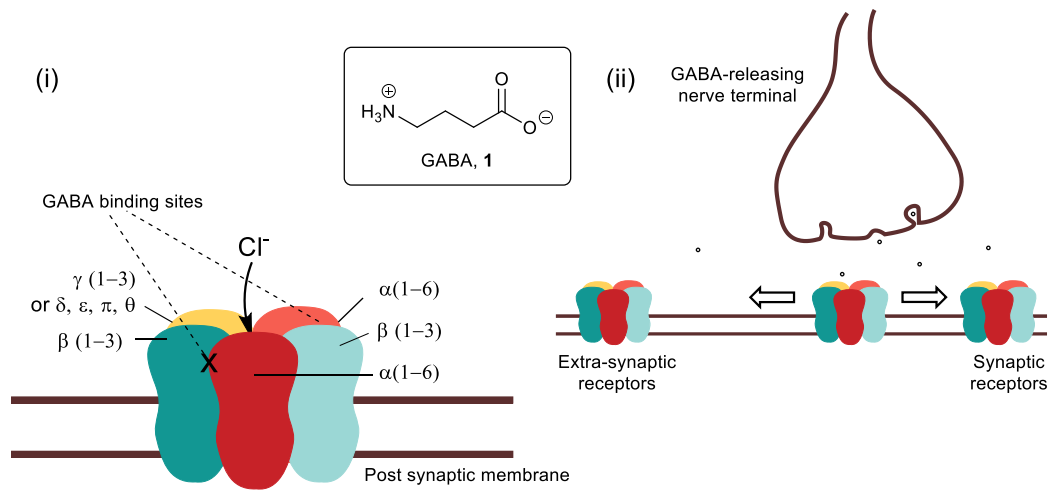 (i)
H₃N
⊕
O
O
⊖
GABA, 1
(ii)
GABA-releasing
nerve terminal
GABA binding sites
Cl⁻
γ (1–3)
or δ, ε, π, θ
β (1–3)
α(1–6)
β (1–3)
α(1–6)
X
Post synaptic membrane
Extra-synaptic
receptors
Synaptic
receptors